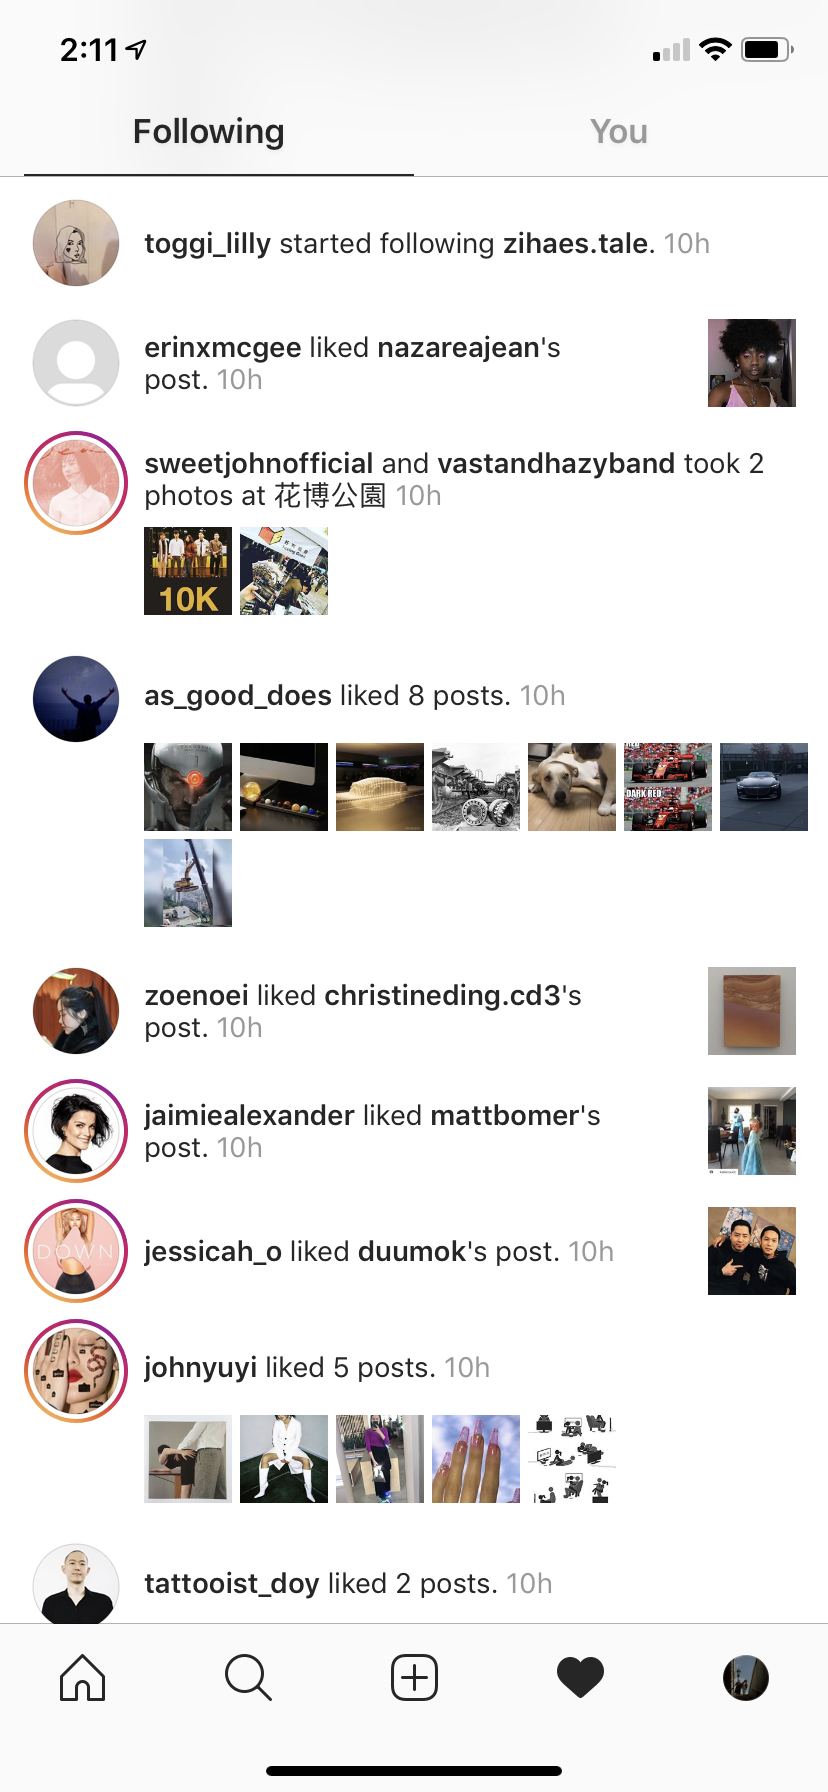 2:11
Following
You
toggi_lilly started following zihaes.tale. 10h
erinxmcgee liked nazareajean's
post. 10h
sweetjohnofficial and vastandhazyband took 2
photos at 花博公園 10h
10K
as_good_does liked 8 posts. 10h
DARK RED
zoenoei liked christineding.cd3's
post. 10h
jaimiealexander liked mattbomer's
post. 10h
DOWN
jessicah_o liked duumok's post. 10h
johnyuyi liked 5 posts. 10h
tattooist_doy liked 2 posts. 10h